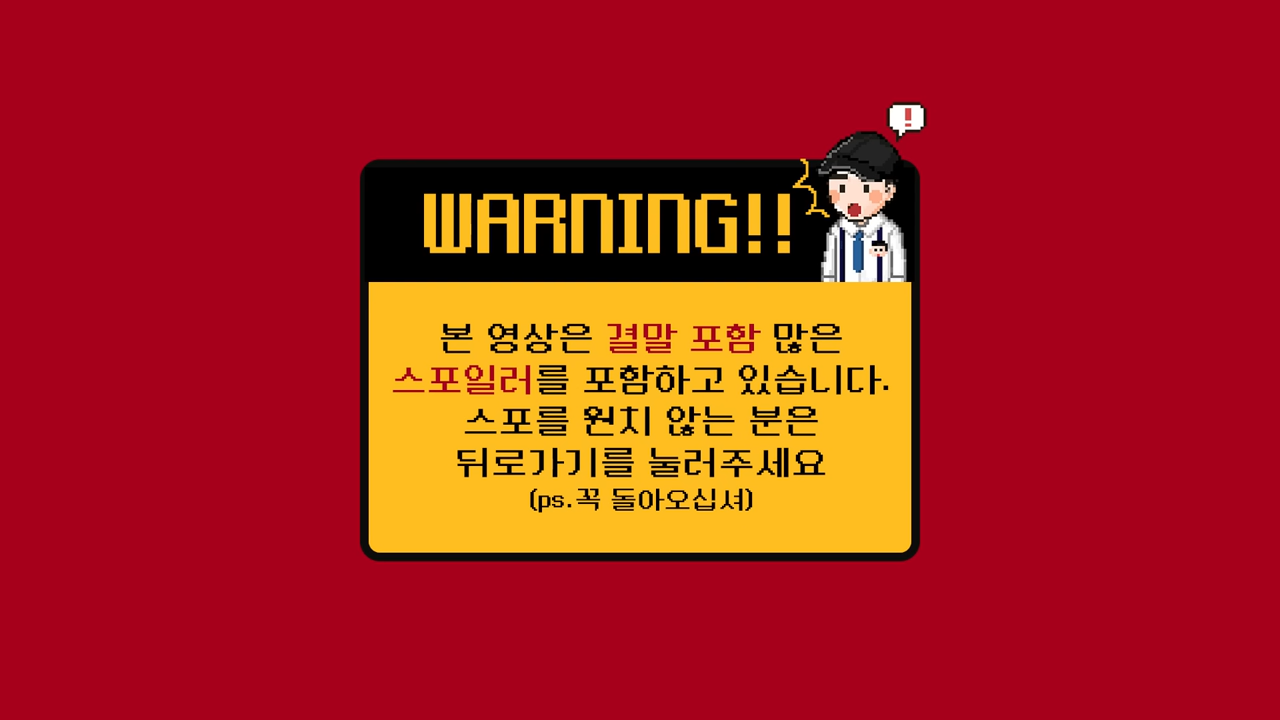 !
WARNING!!
본 영상은 결말 포함 많은
스포일러를 포함하고 있습니다.
스포를 원치 않는 분은
뒤로가기를 눌러주세요
(ps.꼭 돌아오십셔)